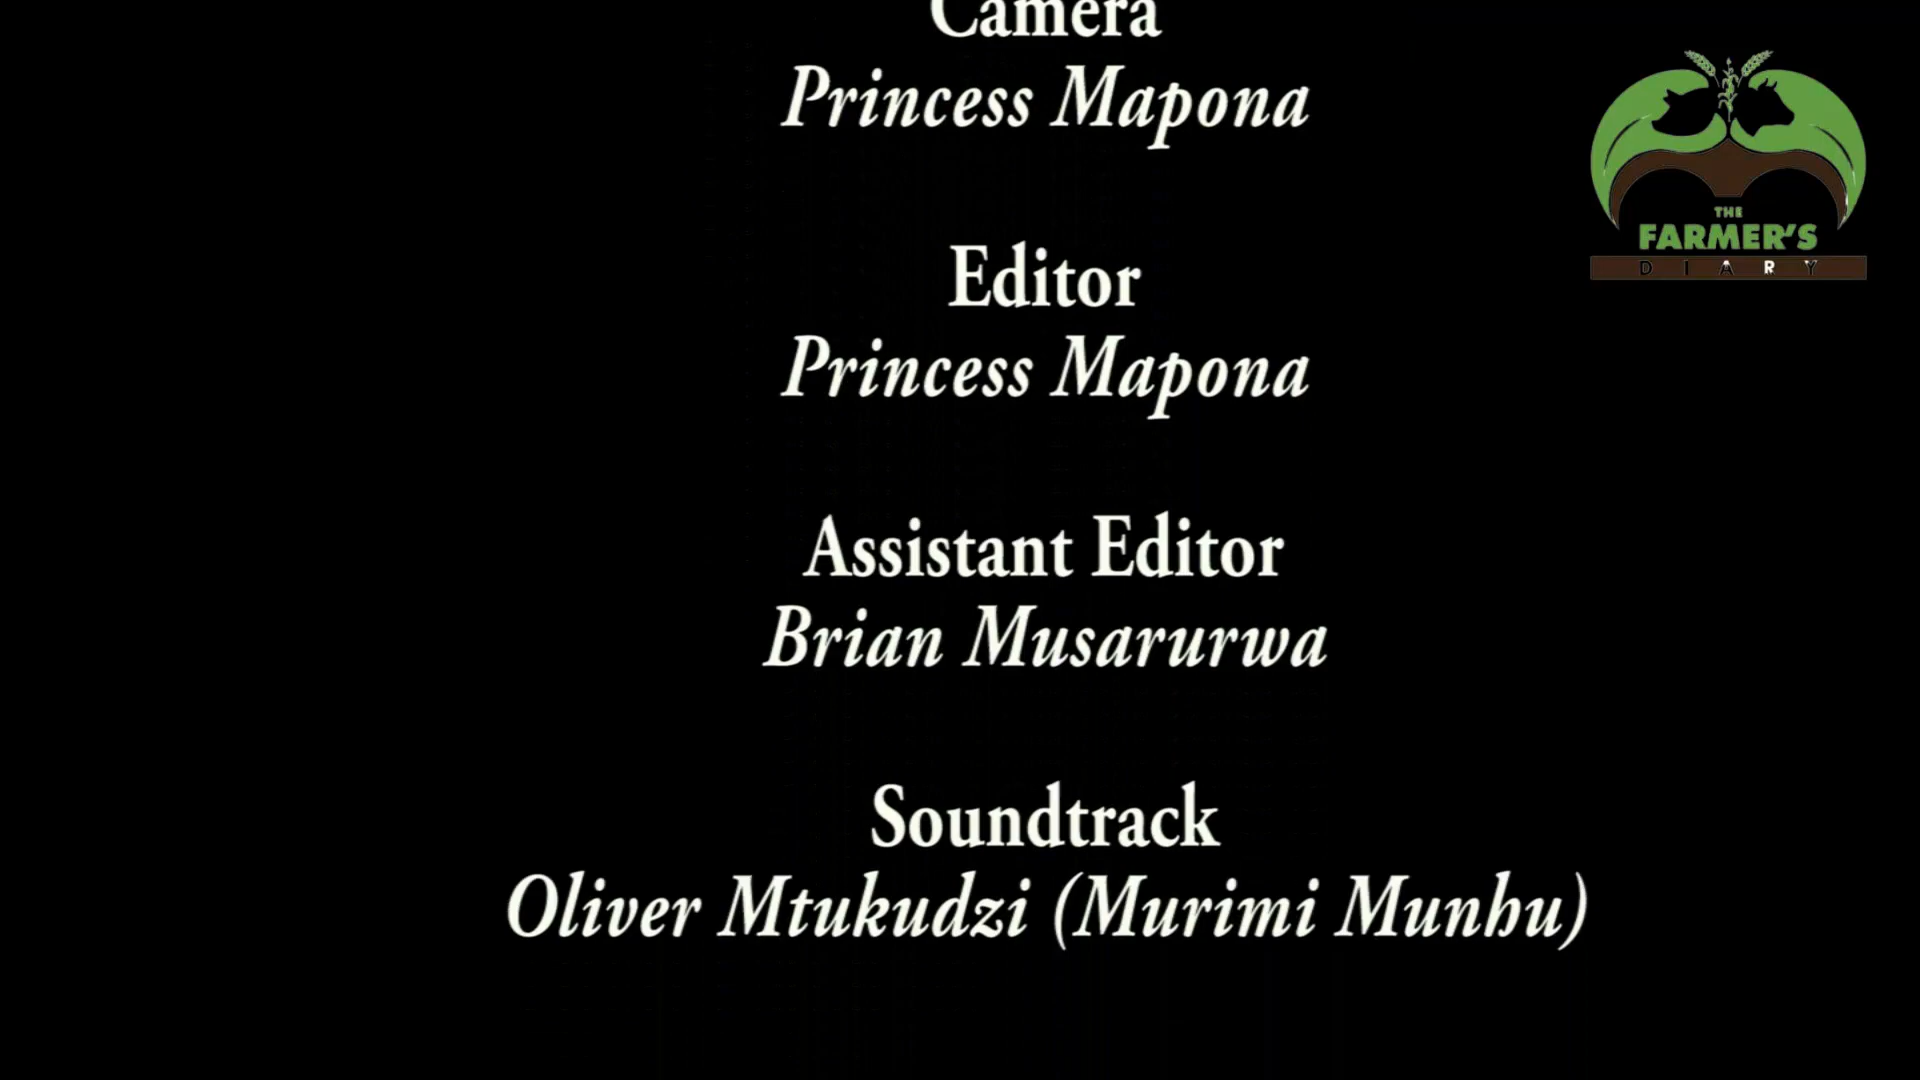 Camera
Princess Mapona
Editor
Princess Mapona
Assistant Editor
Brian Musarurwa
Soundtrack
Oliver Mtukudzi (Murimi Munhu)
THE
FARMER'S
DIARY